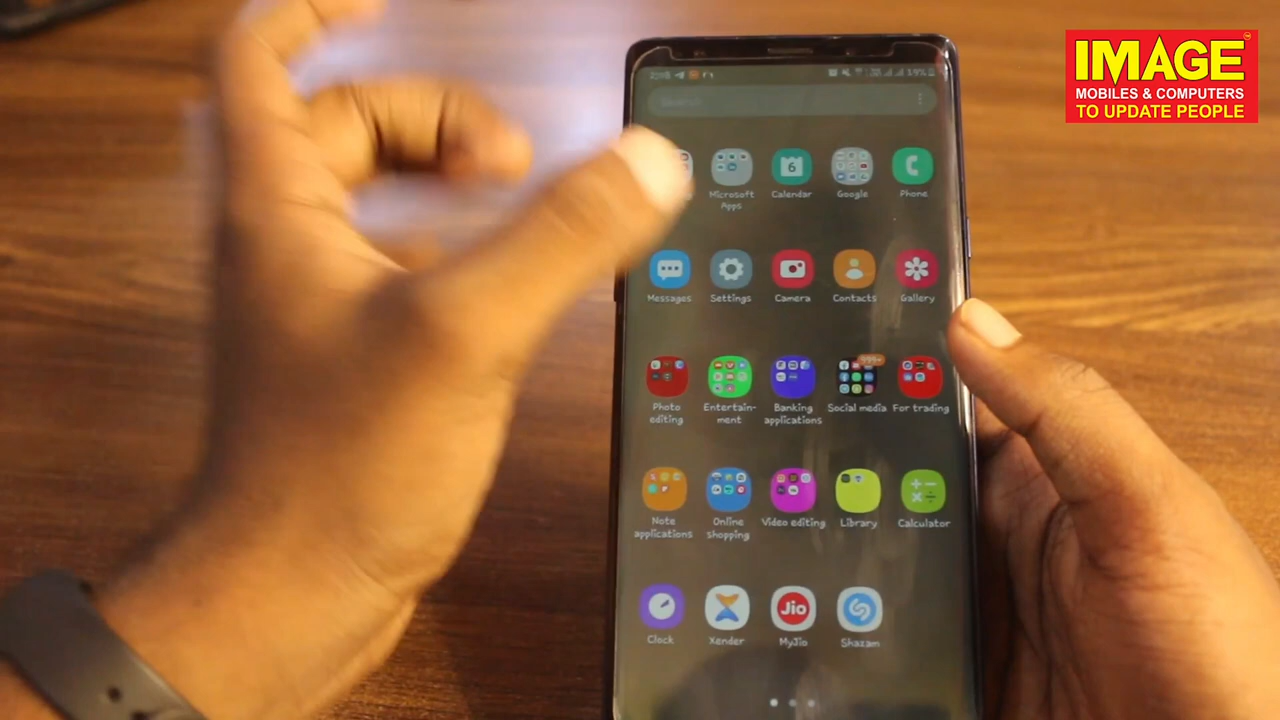 IMAGE
MOBILES & COMPUTERS
TO UPDATE PEOPLE
Search
Microsoft
Apps
6
Calendar
Google
Phone
Messages
Settings
Camera
Contacts
Gallery
999+
Photo
editing
Entertain-
ment
Banking
applications
Social media
For trading
Note
applications
Online
shopping
Video editing
Library
Calculator
Clock
Xender
Jio
MyJio
Shazam